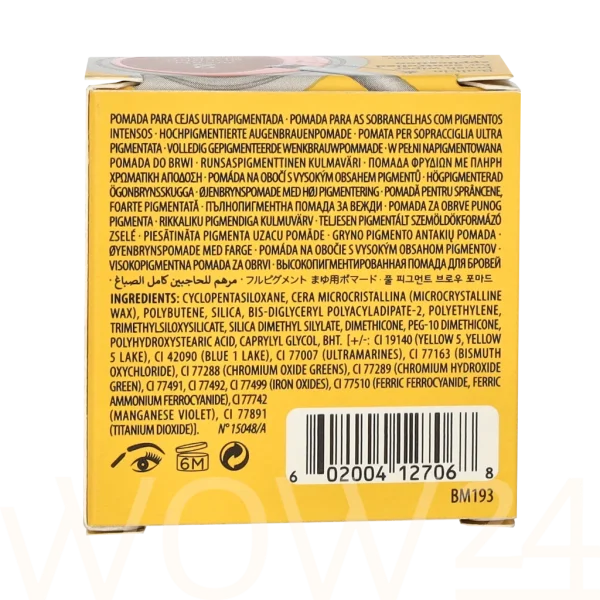 POMADA PARA CEJAS ULTRAPIGMENTADA • POMADA PARA AS SOBRANCELHAS COM PIGMENTOS
INTENSOS • HOCHPIGMENTIERTE AUGENBRAUENPOMADE • POMATA PER SOPRACCIGLIA ULTRA
PIGMENTATA • VOLLEDIG GEPIGMENTEERDE WENKBRAUWPOMMADE • W PEŁNI NAPIGMENTOWANA
POMADA DO BRWI • RUNSASPIGMENTTINEN KULMAVÄRI • ΠΟΜΑΔΑ ΦΡΥΔΙΩΝ ΜΕ ΠΛΗΡΗ
ΧΡΩΜΑΤΙΚΗ ΑΠΟΔΟΣΗ • POMÁDA NA OBOČÍ S VYSOKÝM OBSAHEM PIGMENTŮ • HÖGPIGMENTERAD
ÖGONBRYNSSKUGGA • ØJENBRYNSPOMADE MED HØJ PIGMENTERING • POMADĂ PENTRU SPRÂNCENE,
FOARTE PIGMENTATĂ • ПЪЛНОПИГМЕНТНА ПОМАДА ЗА ВЕЖДИ • POMADA ZA OBRVE PUNOG
PIGMENTA • RIKKALIKU PIGMENDIGA KULMUVÄRV • TELJESEN PIGMENTÁLT SZEMÖLDÖKFORMÁZÓ
ZSELÉ • PIESĀTINĀTA PIGMENTA UZACU POMĀDE • GRYNO PIGMENTO ANTAKIŲ POMADA •
ØYENBRYNSPOMADE MED FARGE • POMÁDA NA OBOČIE S VYSOKÝM OBSAHOM PIGMENTOV •
VISOKOPIGMENTNA POMADA ZA OBRVI • ВЫСОКОПИГМЕНТИРОВАННАЯ ПОМАДА ДЛЯ БРОВЕЙ
• مرهم للحاجبين كامل الصباغ • フルピグメント まゆ用ポマード • 풀 피그먼트 브로우 포마드
INGREDIENTS: CYCLOPENTASILOXANE, CERA MICROCRISTALLINA (MICROCRYSTALLINE
WAX), POLYBUTENE, SILICA, BIS-DIGLYCERYL POLYACYLADIPATE-2, POLYETHYLENE,
TRIMETHYLSILOXYSILICATE, SILICA DIMETHYL SILYLATE, DIMETHICONE, PEG-10 DIMETHICONE,
POLYHYDROXYSTEARIC ACID, CAPRYLYL GLYCOL, BHT. [+/-: CI 19140 (YELLOW 5, YELLOW
5 LAKE), CI 42090 (BLUE 1 LAKE), CI 77007 (ULTRAMARINES), CI 77163 (BISMUTH
OXYCHLORIDE), CI 77288 (CHROMIUM OXIDE GREENS), CI 77289 (CHROMIUM HYDROXIDE
GREEN), CI 77491, CI 77492, CI 77499 (IRON OXIDES), CI 77510 (FERRIC FERROCYANIDE, FERRIC
AMMONIUM FERROCYANIDE), CI 77742
(MANGANESE VIOLET), CI 77891
(TITANIUM DIOXIDE)]. N° 15048/A
6M
6 02004 12706 8
BM193
WOW24